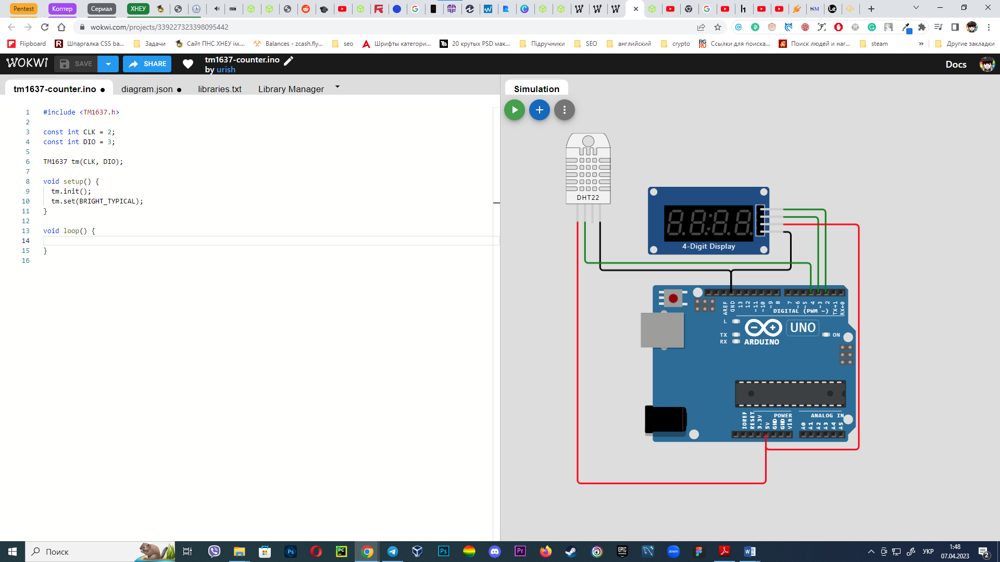 Pentest
Коптер
Сериал
ХНЕУ
wokwi.com/projects/339227323398095442
Flipboard
Шпаргалка CSS ba...
Задачи
Сайт ПНС ХНЕУ ім....
Balances - zcash.fly...
seo
Шрифты категори...
20 крутых PSD мак...
Підручники
SEO
английский
crypto
Ссылки для поиска...
Поиск людей и наг...
steam
»
Другие закладки
WOKWI
SAVE
SHARE
tm1637-counter.ino
by urish
Docs
tm1637-counter.ino ●
diagram.json ●
libraries.txt
Library Manager
Simulation
1 #include <TM1637.h>
2
3 const int CLK = 2;
4 const int DIO = 3;
5
6 TM1637 tm(CLK, DIO);
7
8 void setup() {
9 tm.init();
10 tm.set(BRIGHT_TYPICAL);
11 }
12
13 void loop() {
14
15 }
16
DHT22
4-Digit Display
AREF
GND
13
12
~11
~10
~9
8
7
~6
~5
4
~3
2
TX→1
RX←0
DIGITAL (PWM ~)
L
TX
RX
UNO
ARDUINO
ON
IOREF
RESET
3.3V
5V
GND
GND
Vin
POWER
ANALOG IN
A0
A1
A2
A3
A4
A5
Поиск
УКР
1:48
07.04.2023
2